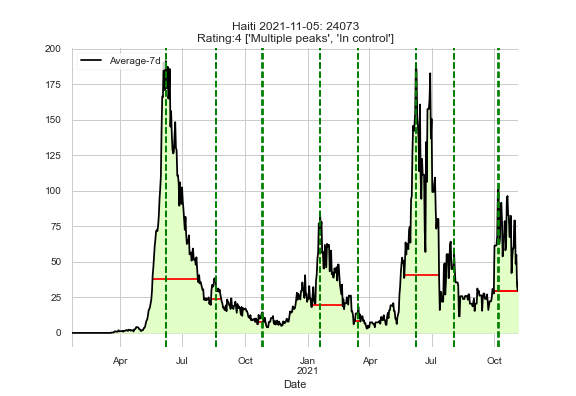 Haiti 2021-11-05: 24073
Rating:4 ['Multiple peaks', 'In control']
Average-7d
200
175
150
125
100
75
50
25
0
Apr Jul Oct Jan Apr Jul Oct
2021
Date